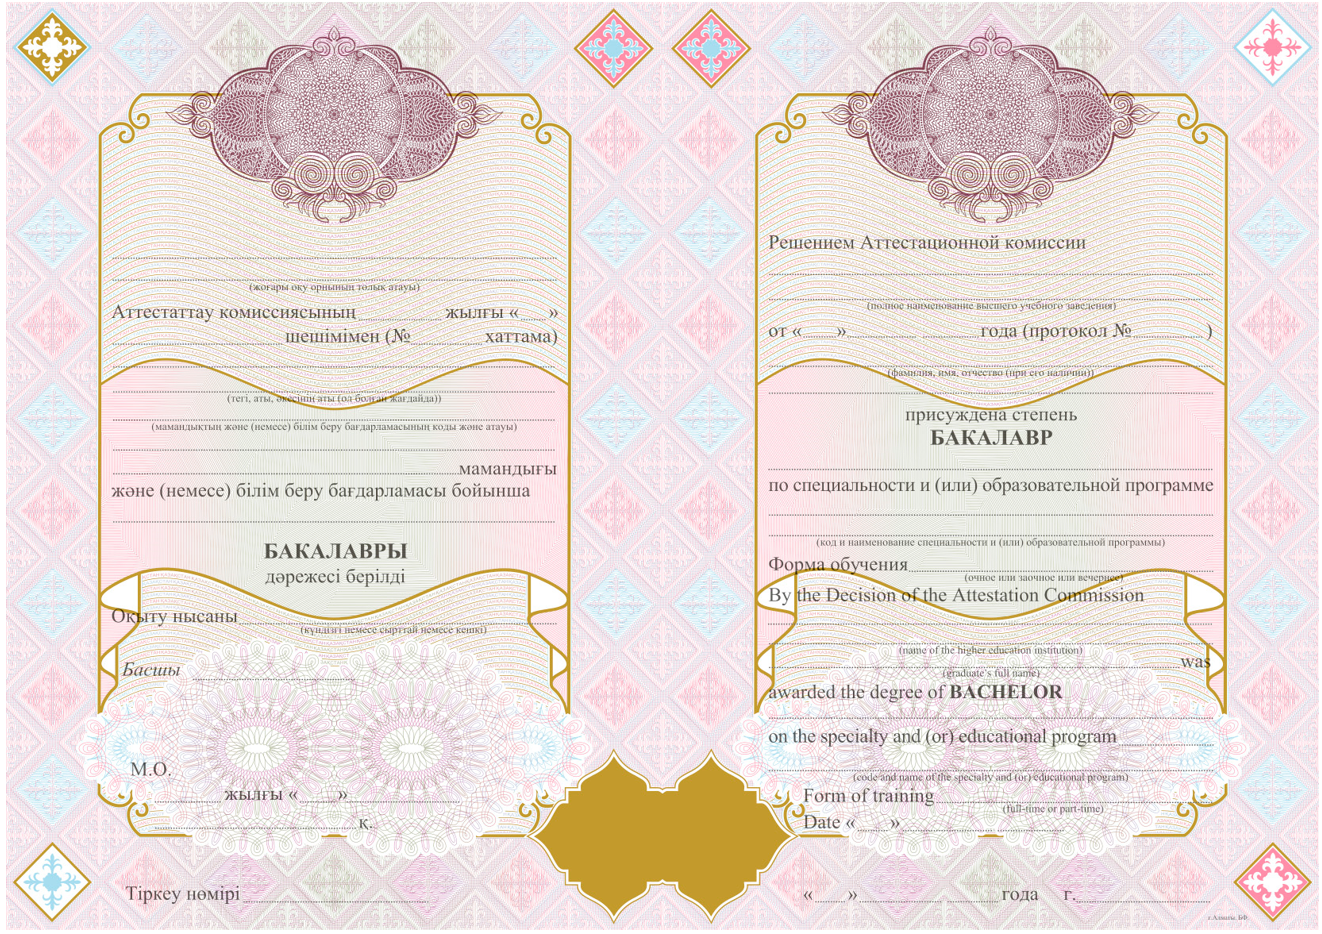 (жоғары оқу орнының толық атауы)
Аттестаттау комиссиясының жылғы « »
шешімімен (№ хаттама)
(тегі, аты, әкесінің аты (ол болған жағдайда))
(мамандықтың және (немесе) білім беру бағдарламасының коды және атауы)
мамандығы
және (немесе) білім беру бағдарламасы бойынша
БАКАЛАВРЫ
дәрежесі берілді
Оқыту нысаны
(күндізгі немесе сырттай немесе кешкі)
Басшы
М.О.
жылғы « »
қ.
Тіркеу нөмірі
Решением Аттестационной комиссии
(полное наименование высшего учебного заведения)
от « » года (протокол № )
(фамилия, имя, отчество (при его наличии))
присуждена степень
БАКАЛАВР
по специальности и (или) образовательной программе
(код и наименование специальности и (или) образовательной программы)
Форма обучения
(очное или заочное или вечернее)
By the Decision of the Attestation Commission
(name of the higher education institution)
was
(graduate's full name)
awarded the degree of BACHELOR
on the specialty and (or) educational program
(code and name of the specialty and (or) educational program)
Form of training
(full-time or part-time)
Date « »
« » года г.
г.Алматы, БФ